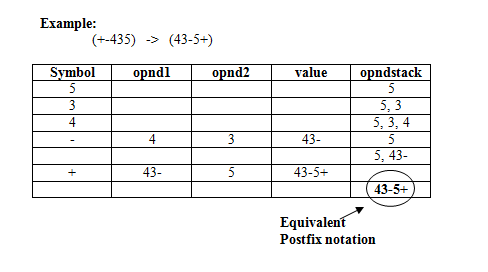 Example:
(+-435) -> (43-5+)
Symbol opnd1 opnd2 value opndstack
5 5
3 5, 3
4 5, 3, 4
- 4 3 43- 5
5, 43-
+ 43- 5 43-5+
43-5+
Equivalent
Postfix notation